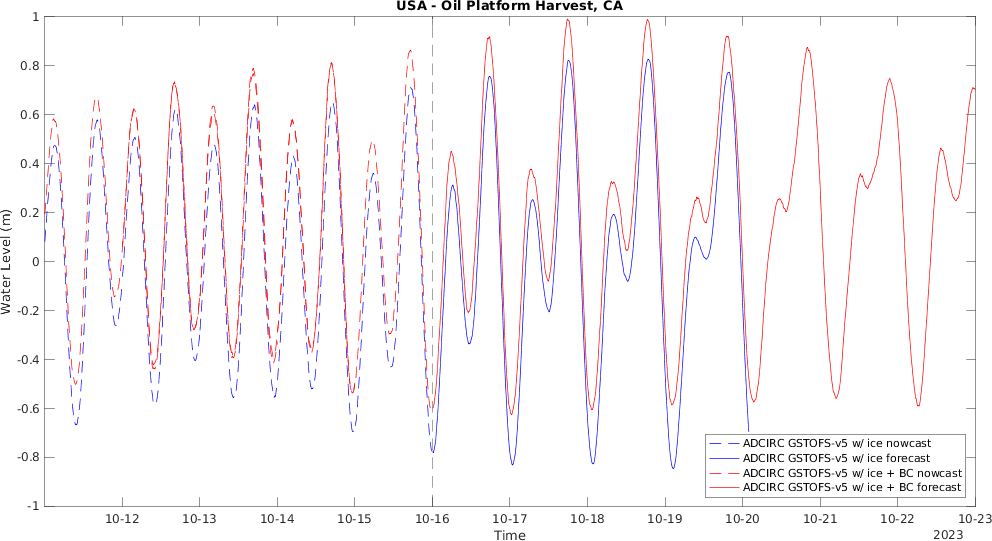 USA - Oil Platform Harvest, CA
1
0.8
0.6
0.4
0.2
0
-0.2
-0.4
-0.6
-0.8
-1
Water Level (m)
ADCIRC GSTOFS-v5 w/ ice nowcast
ADCIRC GSTOFS-v5 w/ ice forecast
ADCIRC GSTOFS-v5 w/ ice + BC nowcast
ADCIRC GSTOFS-v5 w/ ice + BC forecast
10-12 10-13 10-14 10-15 10-16 10-17 10-18 10-19 10-20 10-21 10-22 10-23
Time
2023